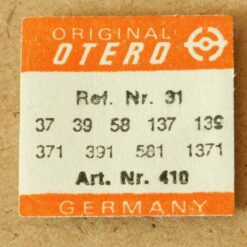 ORIGINAL
OTERO
Ref. Nr. 31
37 39 58 137 139
371 391 581 1371
Art. Nr. 410
GERMANY